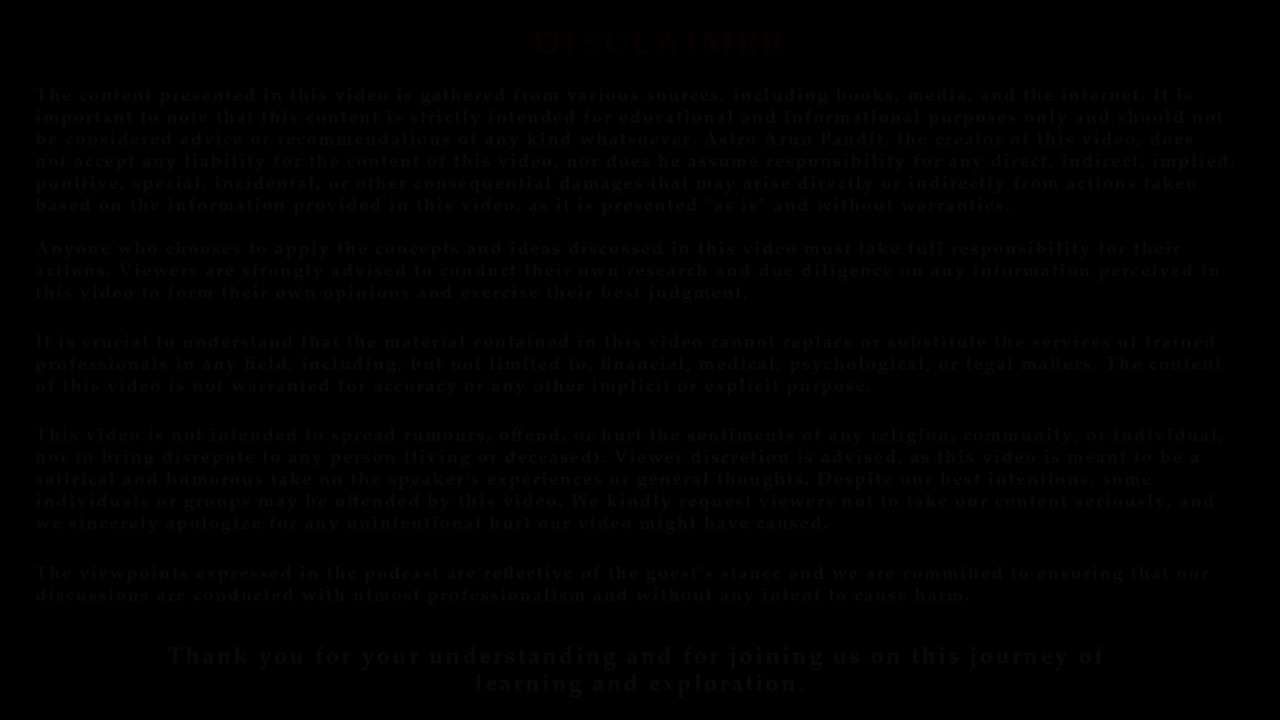 DISCLAIMER
The content presented in this video is gathered from various sources, including books, media, and the internet. It is
important to note that this content is strictly intended for educational and informational purposes only and should not
be considered advice or recommendations of any kind whatsoever. Astro Arun Pandit, the creator of this video, does
not accept any liability for the content of this video, nor does he assume responsibility for any direct, indirect, implied,
punitive, special, incidental, or other consequential damages that may arise directly or indirectly from actions taken
based on the information provided in this video, as it is presented "as is" and without warranties.
Anyone who chooses to apply the concepts and ideas discussed in this video must take full responsibility for their
actions. Viewers are strongly advised to conduct their own research and due diligence on any information perceived in
this video to form their own opinions and exercise their best judgment.
It is crucial to understand that the material contained in this video cannot replace or substitute the services of trained
professionals in any field, including, but not limited to, financial, medical, psychological, or legal matters. The content
of this video is not warranted for accuracy or any other implicit or explicit purpose.
This video is not intended to spread rumours, offend, or hurt the sentiments of any religion, community, or individual,
nor to bring disrepute to any person (living or deceased). Viewer discretion is advised, as this video is meant to be a
satirical and humorous take on the speaker's experiences or general thoughts. Despite our best intentions, some
individuals or groups may be offended by this video. We kindly request viewers not to take our content seriously, and
we sincerely apologize for any unintentional hurt our video might have caused.
The viewpoints expressed in the podcast are reflective of the guest's stance and we are committed to ensuring that our
discussions are conducted with utmost professionalism and without any intent to cause harm.
Thank you for your understanding and for joining us on this journey of
learning and exploration.